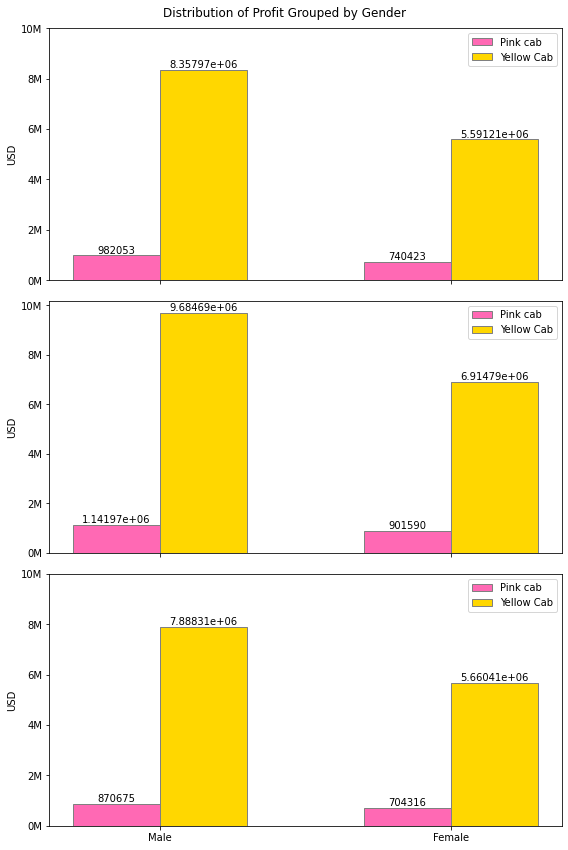 Distribution of Profit Grouped by Gender
10M
8M
6M
4M
2M
0M
USD
Pink cab
Yellow Cab
982053
8.35797e+06
740423
5.59121e+06
10M
8M
6M
4M
2M
0M
USD
Pink cab
Yellow Cab
1.14197e+06
9.68469e+06
901590
6.91479e+06
10M
8M
6M
4M
2M
0M
USD
Pink cab
Yellow Cab
870675
7.88831e+06
704316
5.66041e+06
Male
Female